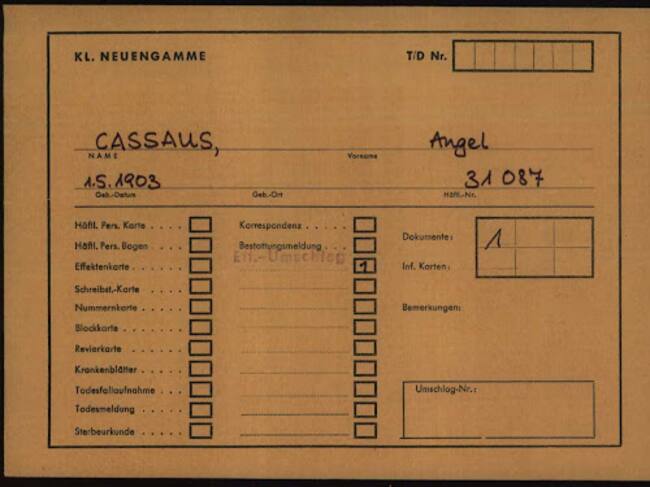 KL. NEUENGAMME
T/D Nr.
CASSAUS, Angel
NAME Vorname
1.5.1903 31 087
Geb.-Datum Geb.-Ort Häftl.-Nr.
Häftl. Pers. Karte . . . .
Häftl. Pers. Bogen . . . .
Effektenkarte . . . . .
Schreibst.-Karte . . . .
Nummernkarte . . . . .
Blockkarte . . . . . .
Revierkarte . . . . .
Krankenblätter . . . . .
Todesfallaufnahme . . .
Todesmeldung . . . . .
Sterbeurkunde . . . . .
Korrespondenz . . . . .
Bestattungsmeldung . . .
Eff.-Umschlag 1
Dokumente: 1
Inf. Karten:
Bemerkungen:
Umschlag-Nr.: